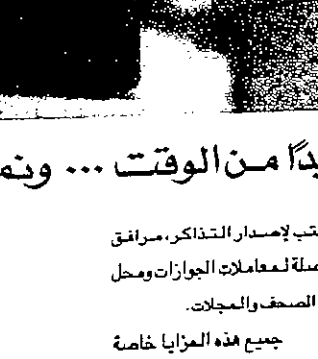 من الوقت ...
لإصدار التذاكر، مرافق
لمعاملات الجوازات ومحل
الصحف والمجلات.
جميع هذه المزايا خاصة